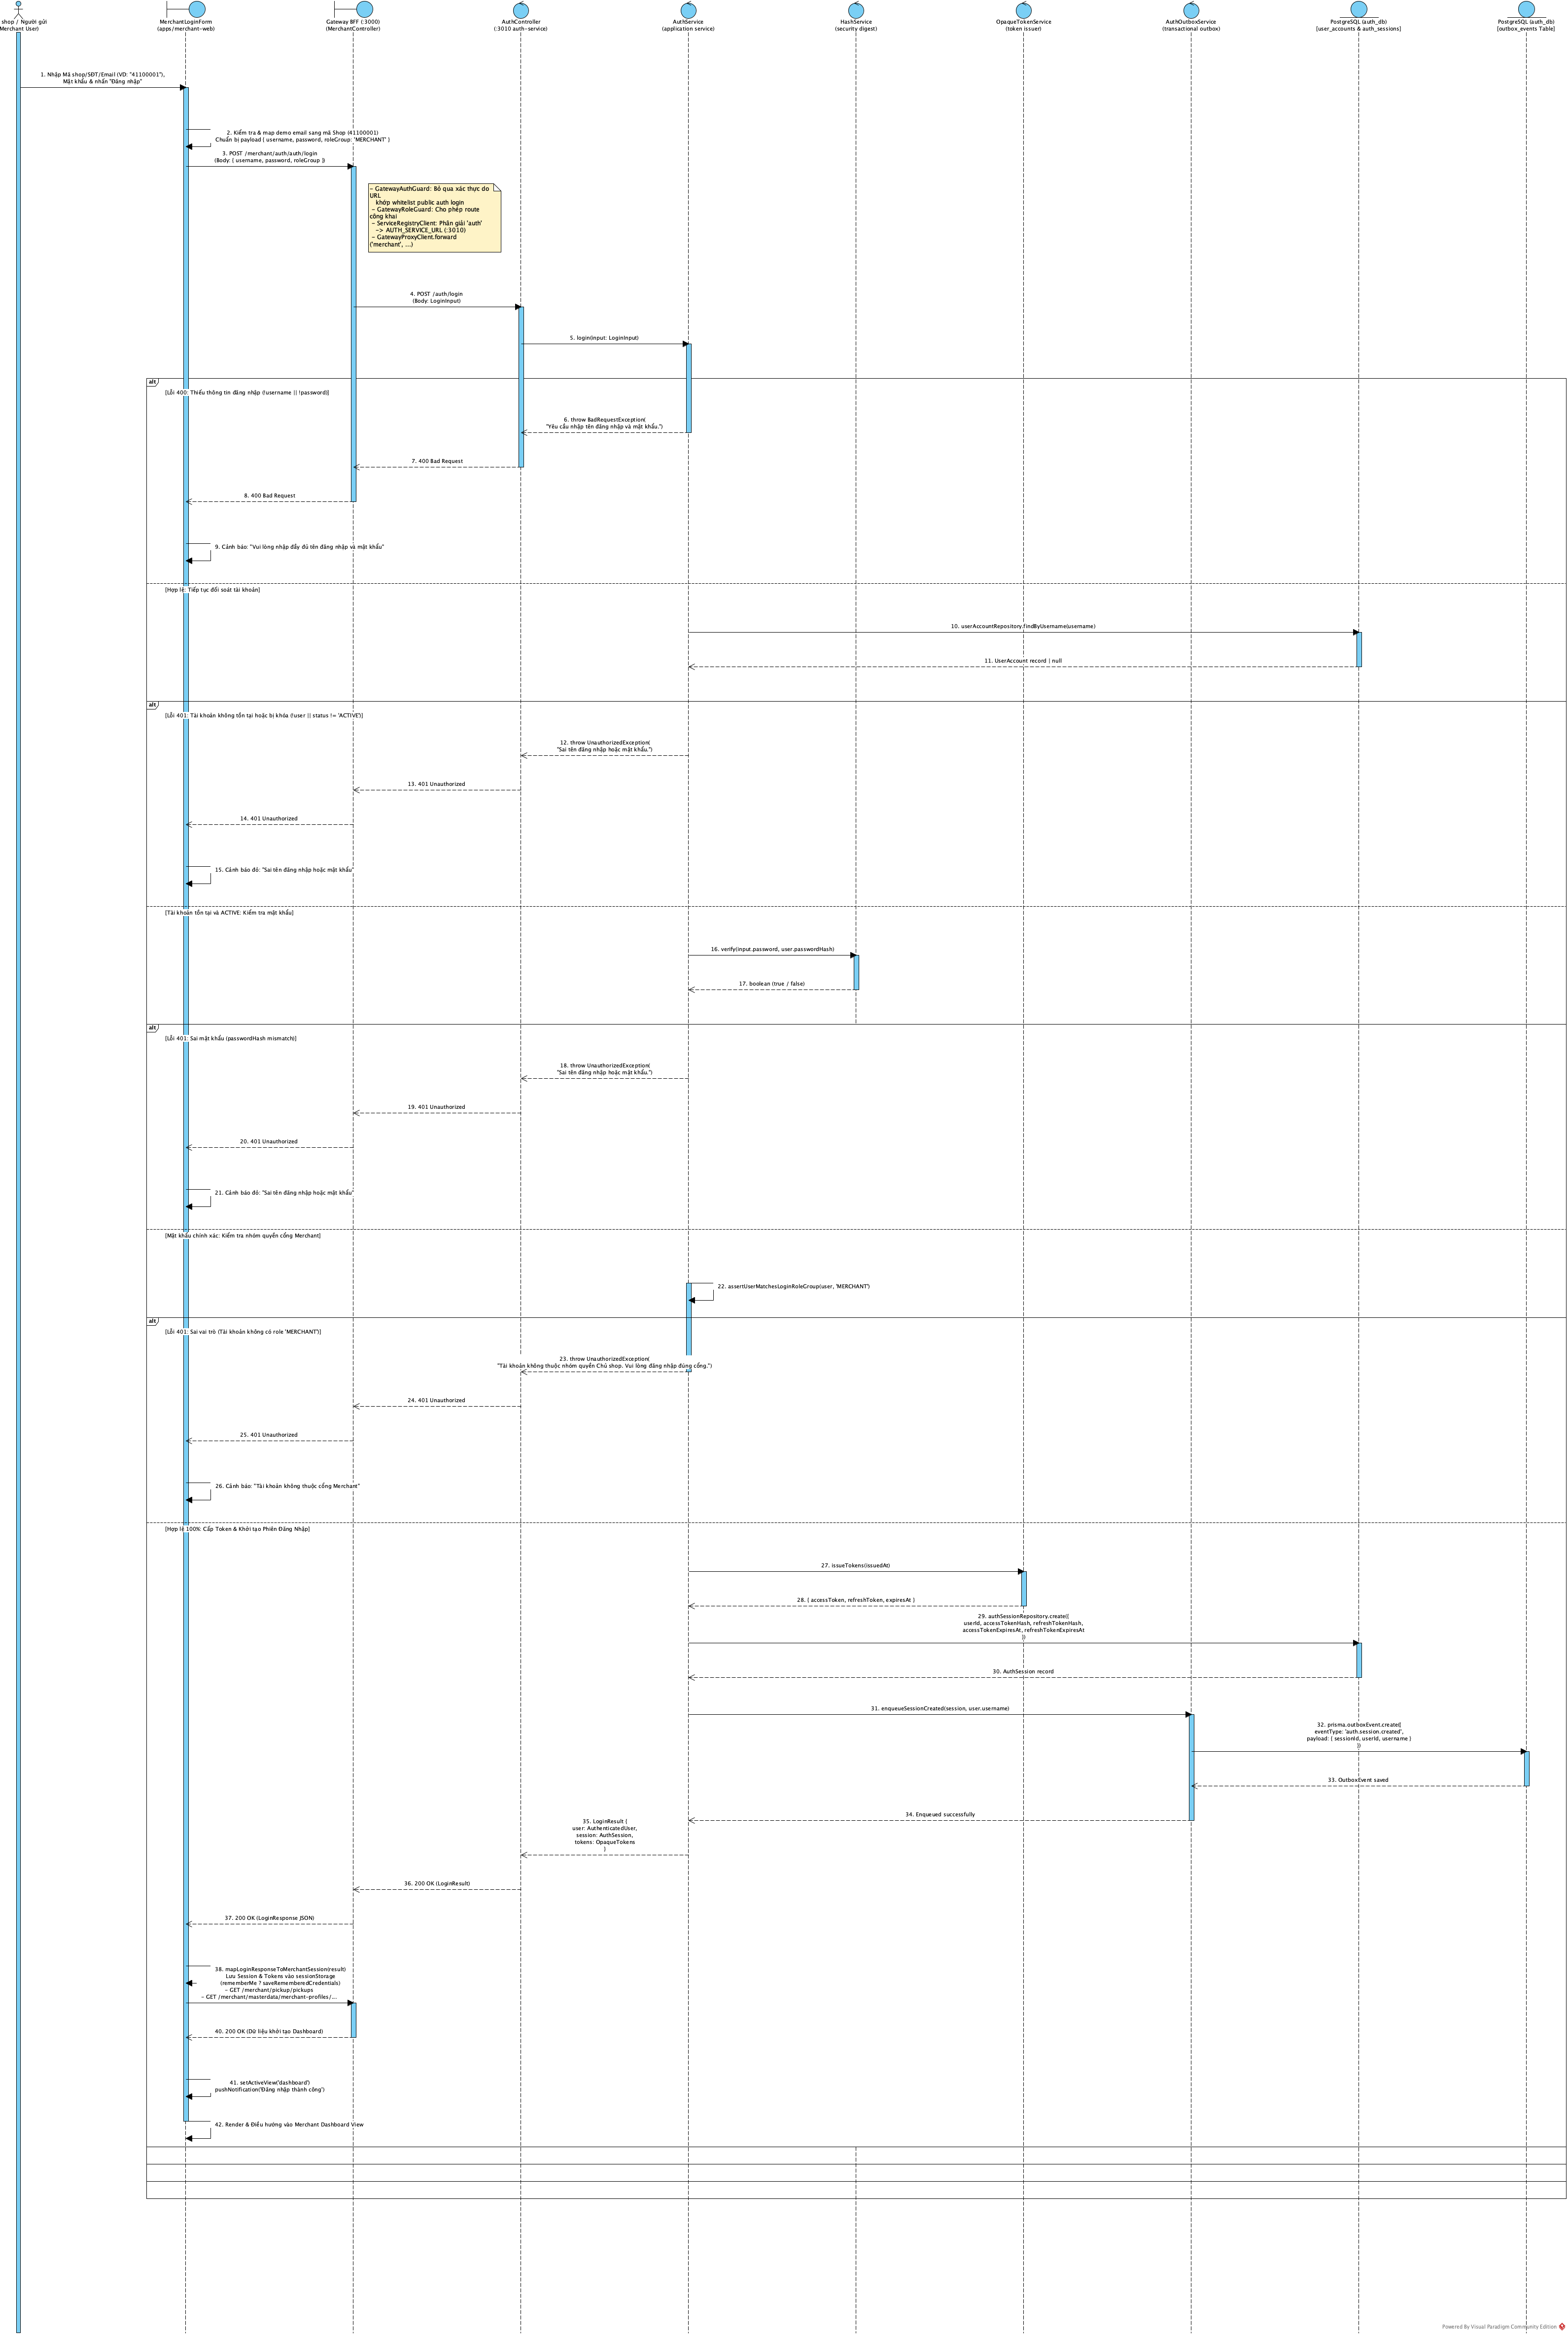 shop / Người gửi
Merchant User)
MerchantLoginForm
(apps/merchant-web)
Gateway BFF (:3000)
(MerchantController)
AuthController
(:3010 auth-service)
AuthService
(application service)
HashService
(security digest)
OpaqueTokenService
(token issuer)
AuthOutboxService
(transactional outbox)
PostgreSQL (auth_db)
[user_accounts & auth_sessions]
PostgreSQL (auth_db)
[outbox_events Table]
1. Nhập Mã shop/SĐT/Email (VD: "41100001"),
Mật khẩu & nhấn "Đăng nhập"
2. Kiểm tra & map demo email sang mã Shop (41100001)
Chuẩn bị payload { username, password, roleGroup: 'MERCHANT' }
3. POST /merchant/auth/auth/login
(Body: { username, password, roleGroup })
- GatewayAuthGuard: Bỏ qua xác thực do
URL
khớp whitelist public auth login
- GatewayRoleGuard: Cho phép route
công khai
- ServiceRegistryClient: Phân giải 'auth'
-> AUTH_SERVICE_URL (:3010)
- GatewayProxyClient.forward
('merchant', ...)
4. POST /auth/login
(Body: LoginInput)
5. login(input: LoginInput)
alt
[Lỗi 400: Thiếu thông tin đăng nhập (!username || !password)]
6. throw BadRequestException(
"Yêu cầu nhập tên đăng nhập và mật khẩu.")
7. 400 Bad Request
8. 400 Bad Request
9. Cảnh báo: "Vui lòng nhập đầy đủ tên đăng nhập và mật khẩu"
[Hợp lệ: Tiếp tục đối soát tài khoản]
10. userAccountRepository.findByUsername(username)
11. UserAccount record | null
alt
[Lỗi 401: Tài khoản không tồn tại hoặc bị khóa (!user || status != 'ACTIVE')]
12. throw UnauthorizedException(
"Sai tên đăng nhập hoặc mật khẩu.")
13. 401 Unauthorized
14. 401 Unauthorized
15. Cảnh báo đỏ: "Sai tên đăng nhập hoặc mật khẩu"
[Tài khoản tồn tại và ACTIVE: Kiểm tra mật khẩu]
16. verify(input.password, user.passwordHash)
17. boolean (true / false)
alt
[Lỗi 401: Sai mật khẩu (passwordHash mismatch)]
18. throw UnauthorizedException(
"Sai tên đăng nhập hoặc mật khẩu.")
19. 401 Unauthorized
20. 401 Unauthorized
21. Cảnh báo đỏ: "Sai tên đăng nhập hoặc mật khẩu"
[Mật khẩu chính xác: Kiểm tra nhóm quyền cổng Merchant]
22. assertUserMatchesLoginRoleGroup(user, 'MERCHANT')
alt
[Lỗi 401: Sai vai trò (Tài khoản không có role 'MERCHANT')]
23. throw UnauthorizedException(
"Tài khoản không thuộc nhóm quyền Chủ shop. Vui lòng đăng nhập đúng cổng.")
24. 401 Unauthorized
25. 401 Unauthorized
26. Cảnh báo: "Tài khoản không thuộc cổng Merchant"
[Hợp lệ 100%: Cấp Token & Khởi tạo Phiên Đăng Nhập]
27. issueTokens(issuedAt)
28. { accessToken, refreshToken, expiresAt }
29. authSessionRepository.create({
userId, accessTokenHash, refreshTokenHash,
accessTokenExpiresAt, refreshTokenExpiresAt
})
30. AuthSession record
31. enqueueSessionCreated(session, user.username)
32. prisma.outboxEvent.create({
eventType: 'auth.session.created',
payload: { sessionId, userId, username }
})
33. OutboxEvent saved
34. Enqueued successfully
35. LoginResult {
user: AuthenticatedUser,
session: AuthSession,
tokens: OpaqueTokens
}
36. 200 OK (LoginResult)
37. 200 OK (LoginResponse JSON)
38. mapLoginResponseToMerchantSession(result)
Lưu Session & Tokens vào sessionStorage
(rememberMe ? saveRememberedCredentials)
- GET /merchant/pickup/pickups
- GET /merchant/masterdata/merchant-profiles/...
40. 200 OK (Dữ liệu khởi tạo Dashboard)
41. setActiveView('dashboard')
pushNotification('Đăng nhập thành công')
42. Render & Điều hướng vào Merchant Dashboard View
Powered By Visual Paradigm Community Edition